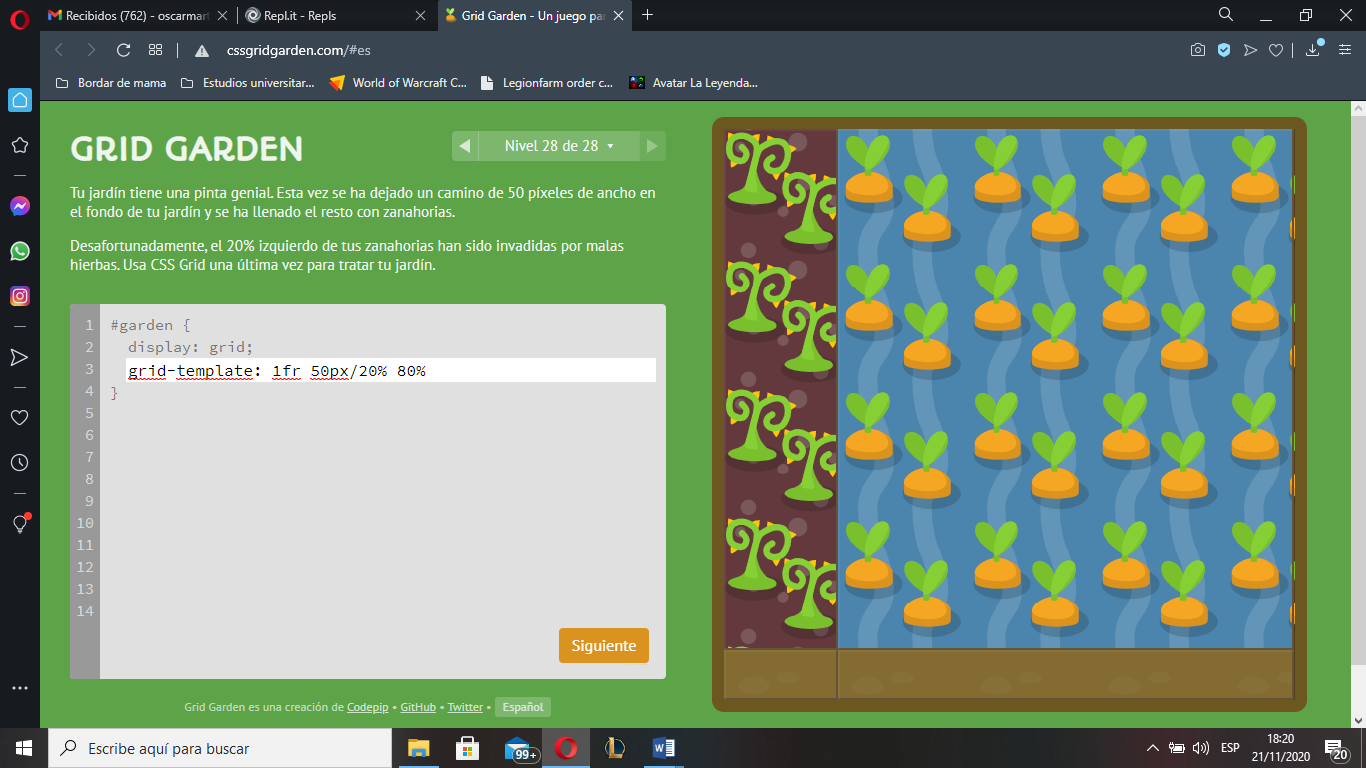 Recibidos (762) - oscarmar
Repl.it - Repls
Grid Garden - Un juego par
cssgridgarden.com/#es
Bordar de mama
Estudios universitar...
World of Warcraft C...
Legionfarm order c...
Avatar La Leyenda...
GRID GARDEN
Nivel 28 de 28
Tu jardín tiene una pinta genial. Esta vez se ha dejado un camino de 50 píxeles de ancho en
el fondo de tu jardín y se ha llenado el resto con zanahorias.
Desafortunadamente, el 20% izquierdo de tus zanahorias han sido invadidas por malas
hierbas. Usa CSS Grid una última vez para tratar tu jardín.
1 #garden {
2 display: grid;
3 grid-template: 1fr 50px/20% 80%
4 }
5
6
7
8
9
10
11
12
13
14
Siguiente
Grid Garden es una creación de Codepip • GitHub • Twitter • Español
Escribe aquí para buscar
99+
ESP
18:20
21/11/2020
20